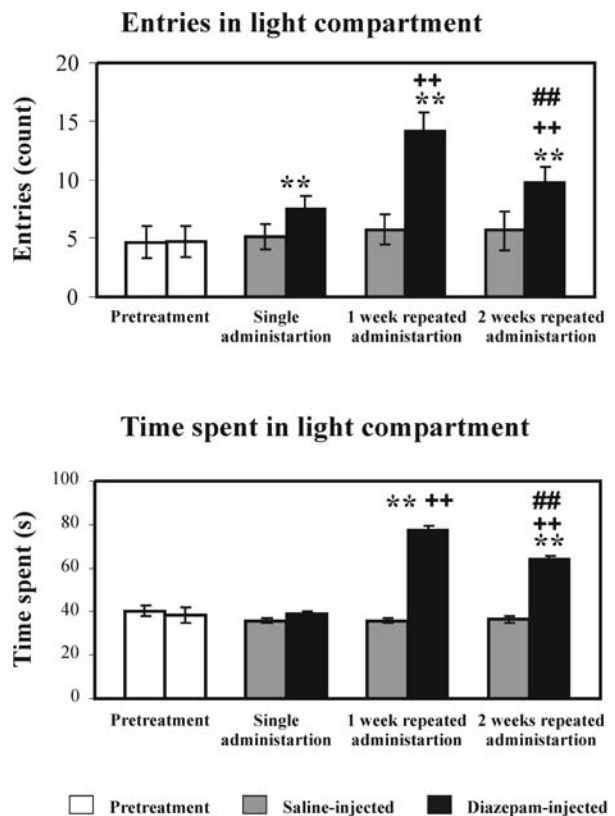 Entries in light compartment
20
15
10
5
0
Entries (count)
**
++
**
##
++
**
Pretreatment
Single
administartion
1 week repeated
administartion
2 weeks repeated
administartion
Time spent in light compartment
100
80
60
40
20
0
Time spent (s)
** ++
##
++
**
Pretreatment
Single
administartion
1 week repeated
administartion
2 weeks repeated
administartion
Pretreatment Saline-injected Diazepam-injected